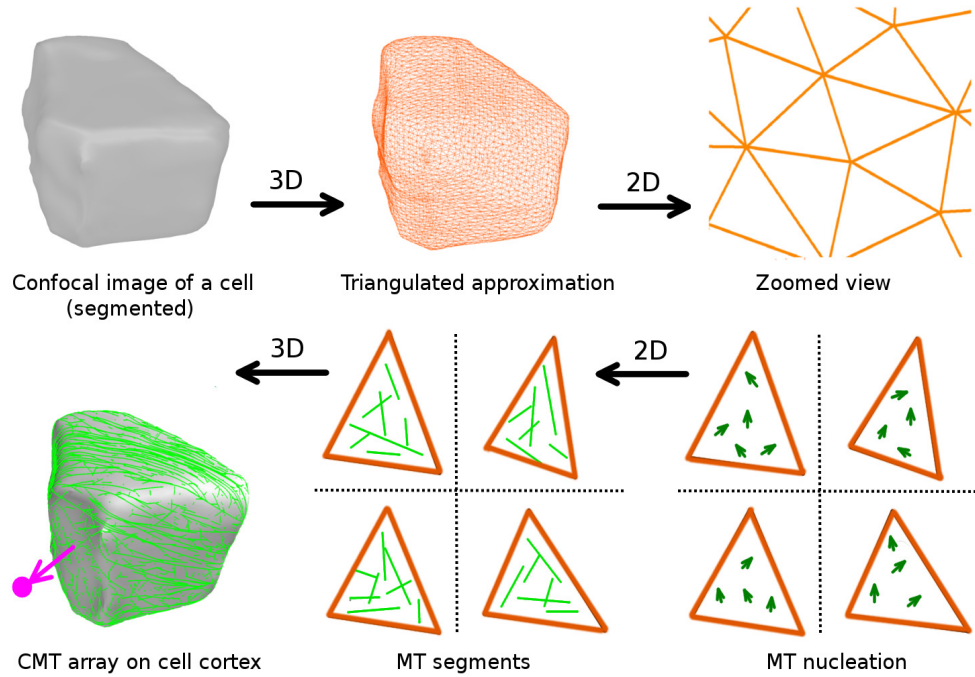 3D
2D
Confocal image of a cell
(segmented)
Triangulated approximation
Zoomed view
3D
2D
CMT array on cell cortex
MT segments
MT nucleation